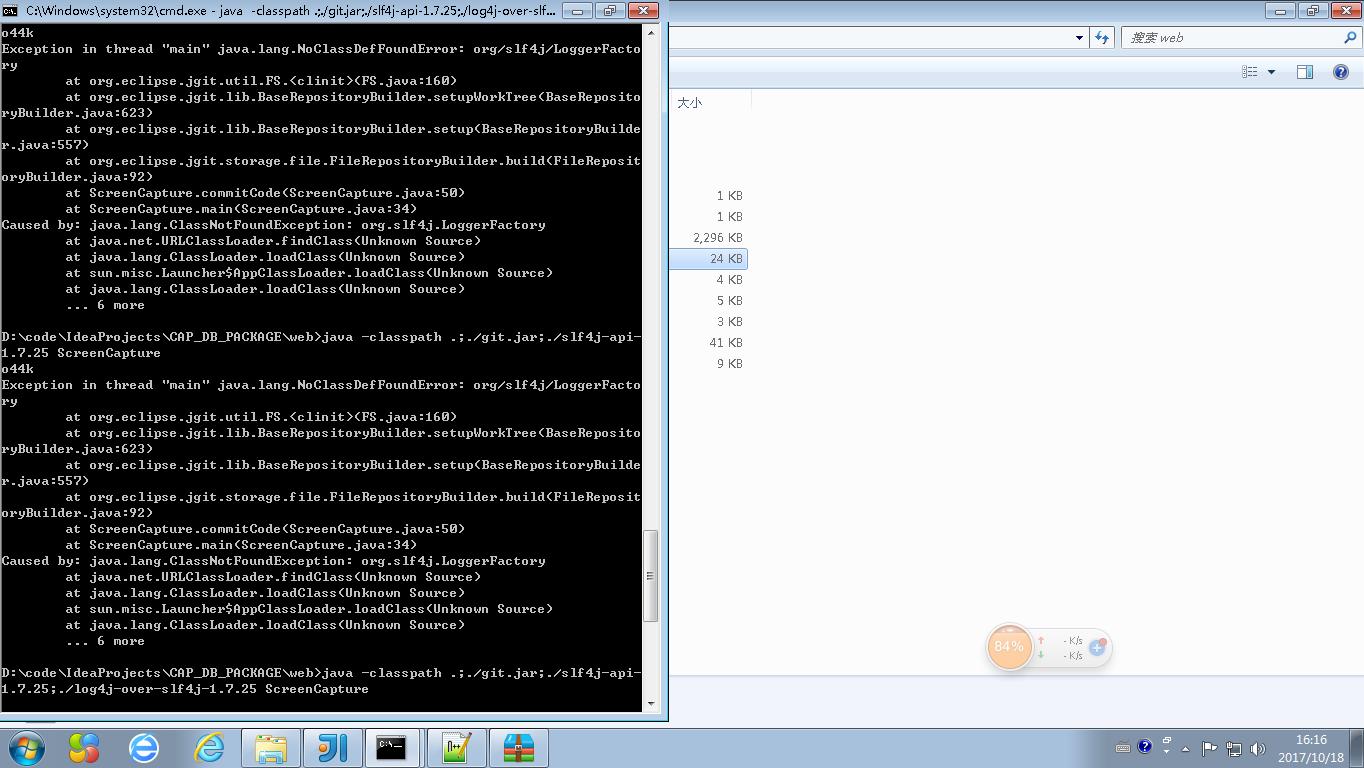 C:\Windows\system32\cmd.exe - java  -classpath .;./git.jar;./slf4j-api-1.7.25;./log4j-over-slf...
o44k
Exception in thread "main" java.lang.NoClassDefFoundError: org/slf4j/LoggerFacto
ry
        at org.eclipse.jgit.util.FS.<clinit>(FS.java:160)
        at org.eclipse.jgit.lib.BaseRepositoryBuilder.setupWorkTree(BaseReposito
ryBuilder.java:623)
        at org.eclipse.jgit.lib.BaseRepositoryBuilder.setup(BaseRepositoryBuilde
r.java:557)
        at org.eclipse.jgit.storage.file.FileRepositoryBuilder.build(FileReposit
oryBuilder.java:92)
        at ScreenCapture.commitCode(ScreenCapture.java:50)
        at ScreenCapture.main(ScreenCapture.java:34)
Caused by: java.lang.ClassNotFoundException: org.slf4j.LoggerFactory
        at java.net.URLClassLoader.findClass(Unknown Source)
        at java.lang.ClassLoader.loadClass(Unknown Source)
        at sun.misc.Launcher$AppClassLoader.loadClass(Unknown Source)
        at java.lang.ClassLoader.loadClass(Unknown Source)
        ... 6 more

D:\code\IdeaProjects\CAP_DB_PACKAGE\web>java -classpath .;./git.jar;./slf4j-api-
1.7.25 ScreenCapture
o44k
Exception in thread "main" java.lang.NoClassDefFoundError: org/slf4j/LoggerFacto
ry
        at org.eclipse.jgit.util.FS.<clinit>(FS.java:160)
        at org.eclipse.jgit.lib.BaseRepositoryBuilder.setupWorkTree(BaseReposito
ryBuilder.java:623)
        at org.eclipse.jgit.lib.BaseRepositoryBuilder.setup(BaseRepositoryBuilde
r.java:557)
        at org.eclipse.jgit.storage.file.FileRepositoryBuilder.build(FileReposit
oryBuilder.java:92)
        at ScreenCapture.commitCode(ScreenCapture.java:50)
        at ScreenCapture.main(ScreenCapture.java:34)
Caused by: java.lang.ClassNotFoundException: org.slf4j.LoggerFactory
        at java.net.URLClassLoader.findClass(Unknown Source)
        at java.lang.ClassLoader.loadClass(Unknown Source)
        at sun.misc.Launcher$AppClassLoader.loadClass(Unknown Source)
        at java.lang.ClassLoader.loadClass(Unknown Source)
        ... 6 more

D:\code\IdeaProjects\CAP_DB_PACKAGE\web>java -classpath .;./git.jar;./slf4j-api-
1.7.25;./log4j-over-slf4j-1.7.25 ScreenCapture
搜索 web
大小
1 KB
1 KB
2,296 KB
24 KB
4 KB
5 KB
3 KB
41 KB
9 KB
84%
- K/s
- K/s
16:16
2017/10/18